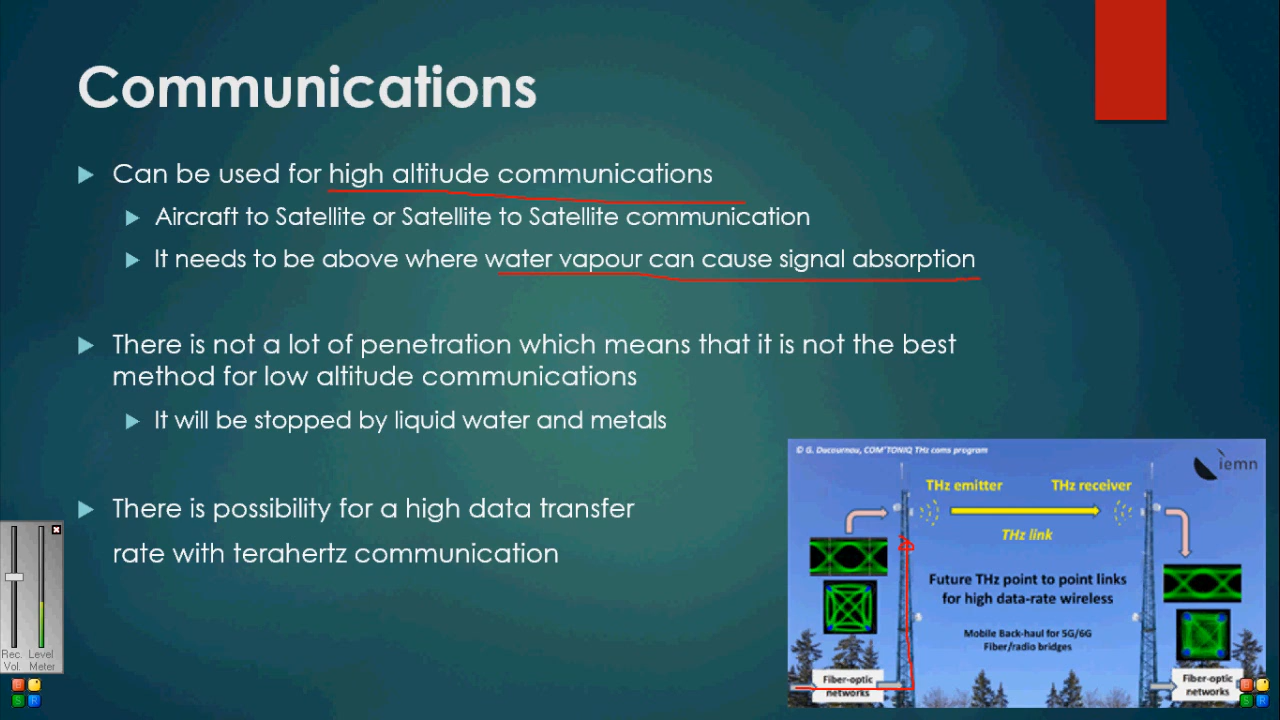 Communications
Can be used for high altitude communications
Aircraft to Satellite or Satellite to Satellite communication
It needs to be above where water vapour can cause signal absorption
There is not a lot of penetration which means that it is not the best
method for low altitude communications
It will be stopped by liquid water and metals
There is possibility for a high data transfer
rate with terahertz communication
© G. Ducournau, COM'TONIQ THz coms program
iemn
THz emitter
THz receiver
THz link
Future THz point to point links
for high data-rate wireless
Mobile Back-haul for 5G/6G
Fiber/radio bridges
Fiber-optic
networks
Fiber-optic
networks
Rec. Level
Vol. Meter